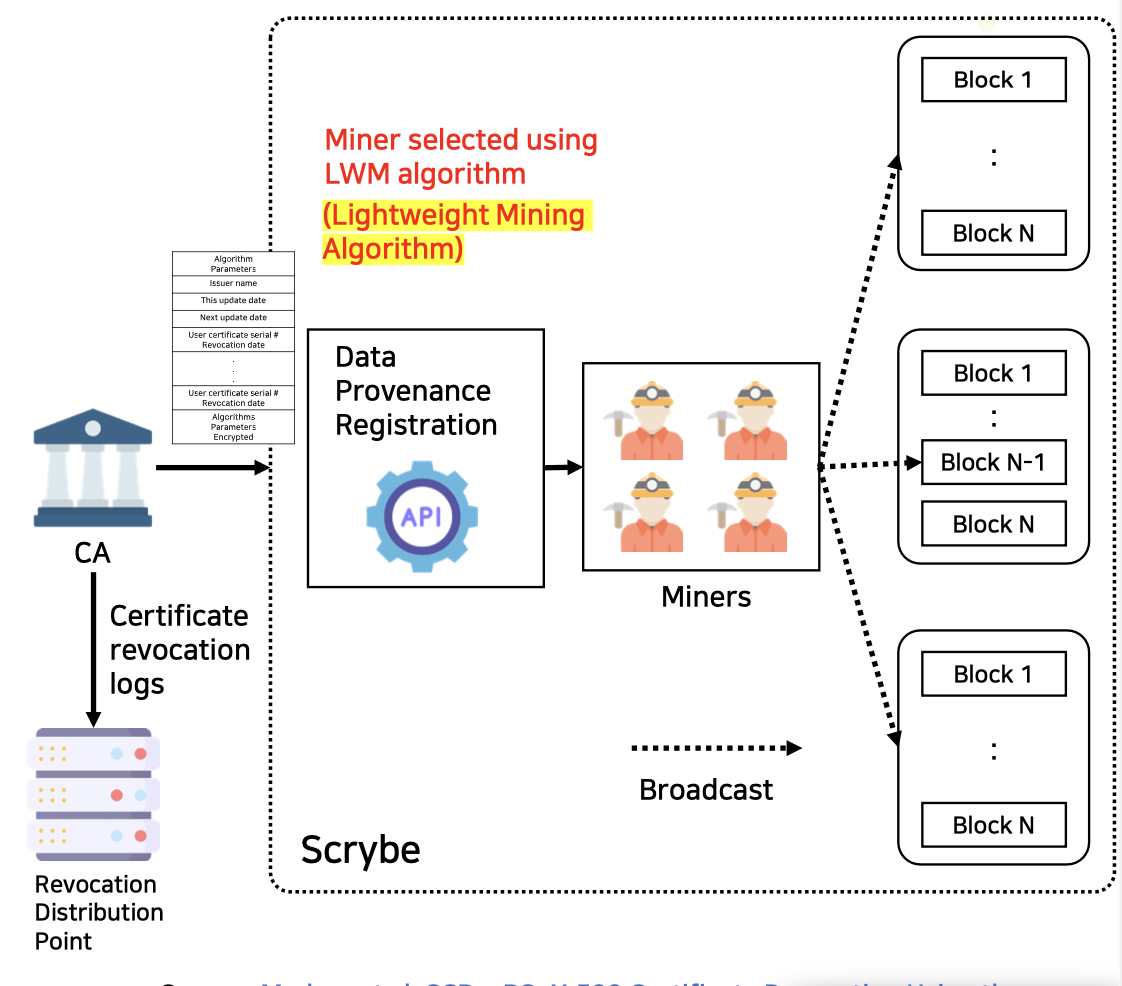 Miner selected using
LWM algorithm
(Lightweight Mining
Algorithm)
Algorithm
Parameters
Issuer name
This update date
Next update date
User certificate serial #
Revocation date
.
.
.
User certificate serial #
Revocation date
Algorithms
Parameters
Encrypted
CA
Certificate
revocation
logs
Revocation
Distribution
Point
Data
Provenance
Registration
API
Miners
Broadcast
Scrybe
Block 1
:
Block N
Block 1
:
Block N-1
Block N
Block 1
:
Block N